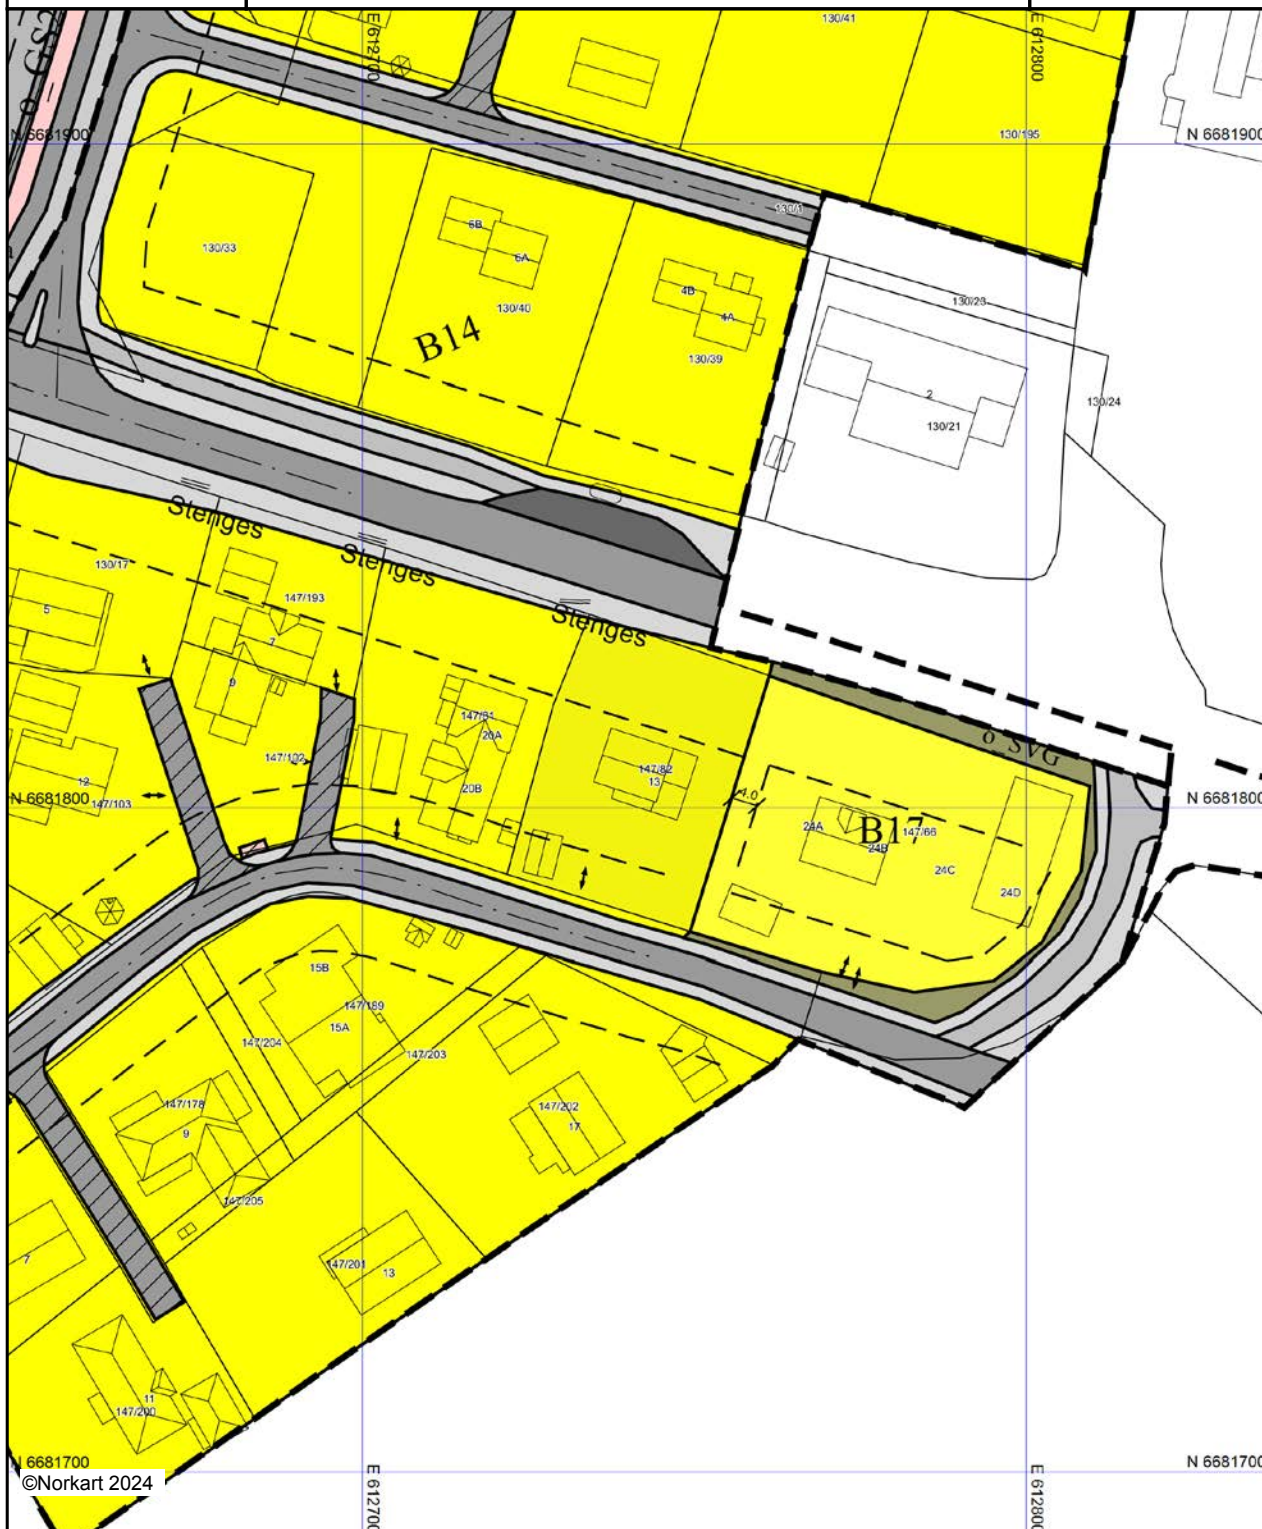 130/41
E 612700
E 612800
o_GS
N 6681900
130/195
N 6681900
130/1
6B
130/33
6A
4B
130/23
130/40
4A
B14
130/39
2
130/24
130/21
Stenges
Stenges
130/17
147/193
5
Stenges
7
9
147/81
20A
o_SVG
147/102
147/82
13
12
20B
4.0
N 6681800
147/103
24A
B17
147/66
24B
N 6681800
24C
24D
15B
147/189
15A
147/204
147/203
147/178
147/202
9
17
147/205
7
147/201
13
11
147/200
N 6681700
N 6681700
©Norkart 2024
E 612700
E 612800